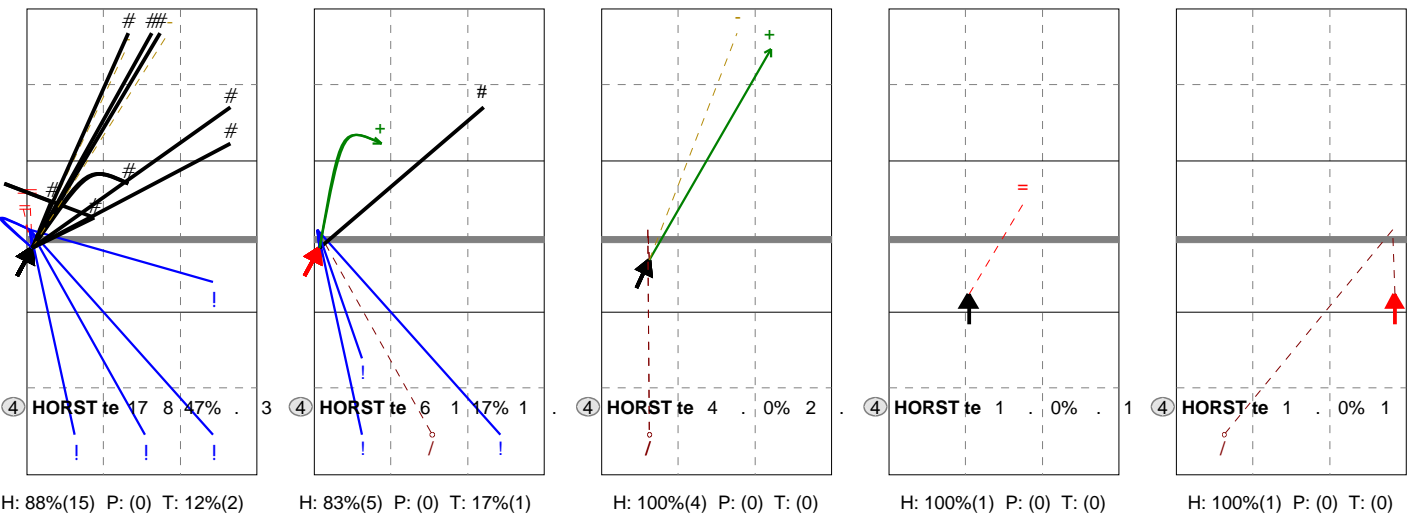 # ## -
#
#
#
#
#
=
=
!
! ! !
④ HORST te 17 8 47% . 3
H: 88%(15) P: (0) T: 12%(2)
#
+
!
! / !
④ HORST te 6 1 17% 1 .
H: 83%(5) P: (0) T: 17%(1)
-
+
/
④ HORST te 4 . 0% 2 .
H: 100%(4) P: (0) T: (0)
=
④ HORST te 1 . 0% . 1
H: 100%(1) P: (0) T: (0)
/
④ HORST te 1 . 0% 1
H: 100%(1) P: (0) T: (0)